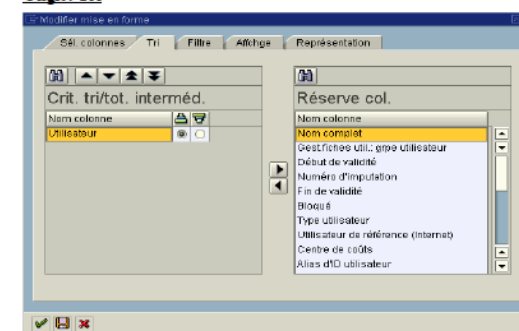 Modifier mise en forme
Sél. colonnes Tri Filtre Affchge Représentation
Crit. tri/tot. interméd.
Nom colonne
Utilisateur
Réserve col.
Nom colonne
Nom complet
Gest.fiches util.: grpe utilisateur
Début de validité
Numéro d'imputation
Fin de validité
Bloqué
Type utilisateur
Utilisateur de référence (Internet)
Centre de coûts
Alias d'ID utilisateur